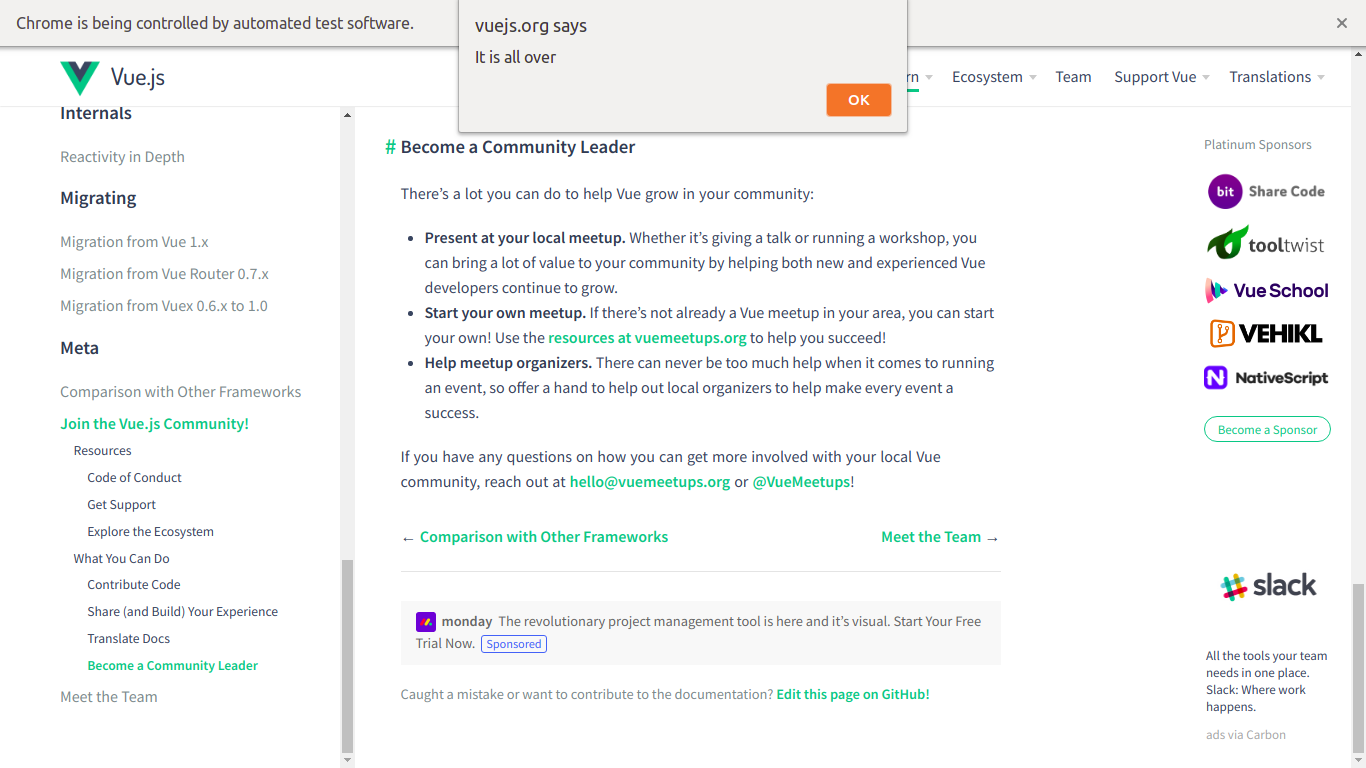 Chrome is being controlled by automated test software.
vuejs.org says
It is all over
OK
Vue.js
Ecosystem
Team
Support Vue
Translations
Internals
Reactivity in Depth
Migrating
Migration from Vue 1.x
Migration from Vue Router 0.7.x
Migration from Vuex 0.6.x to 1.0
Meta
Comparison with Other Frameworks
Join the Vue.js Community!
Resources
Code of Conduct
Get Support
Explore the Ecosystem
What You Can Do
Contribute Code
Share (and Build) Your Experience
Translate Docs
Become a Community Leader
Meet the Team
# Become a Community Leader
There’s a lot you can do to help Vue grow in your community:
• Present at your local meetup. Whether it’s giving a talk or running a workshop, you
can bring a lot of value to your community by helping both new and experienced Vue
developers continue to grow.
• Start your own meetup. If there’s not already a Vue meetup in your area, you can start
your own! Use the resources at vuemeetups.org to help you succeed!
• Help meetup organizers. There can never be too much help when it comes to running
an event, so offer a hand to help out local organizers to help make every event a
success.
If you have any questions on how you can get more involved with your local Vue
community, reach out at hello@vuemeetups.org or @VueMeetups!
← Comparison with Other Frameworks
Meet the Team →
monday The revolutionary project management tool is here and it’s visual. Start Your Free
Trial Now. Sponsored
Caught a mistake or want to contribute to the documentation? Edit this page on GitHub!
Platinum Sponsors
bit Share Code
tooltwist
Vue School
VEHIKL
NativeScript
Become a Sponsor
slack
All the tools your team
needs in one place.
Slack: Where work
happens.
ads via Carbon